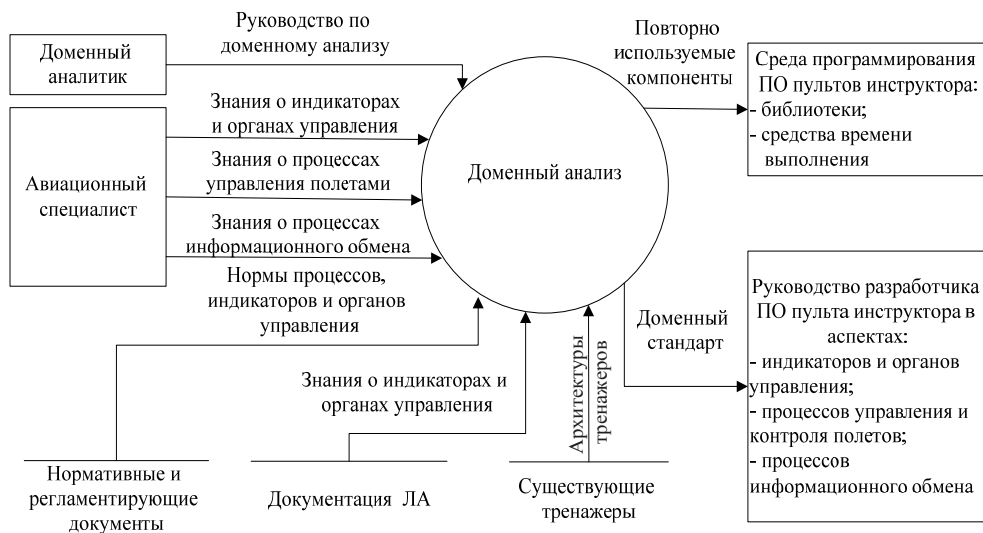 Руководство по
доменному анализу
Доменный
аналитик
Знания о индикаторах
и органах управления
Знания о процессах
управления полетами
Авиационный
специалист
Знания о процессах
информационного обмена
Нормы процессов,
индикаторов и органов
управления
Доменный анализ
Повторно
используемые
компоненты
Среда программирования
ПО пультов инструктора:
- библиотеки;
- средства времени
выполнения
Доменный
стандарт
Руководство разработчика
ПО пульта инструктора в
аспектах:
- индикаторов и органов
управления;
- процессов управления и
контроля полетов;
- процессов
информационного обмена
Знания о индикаторах и
органах управления
Архитектуры
тренажеров
Нормативные и
регламентирующие
документы
Документация ЛА
Существующие
тренажеры